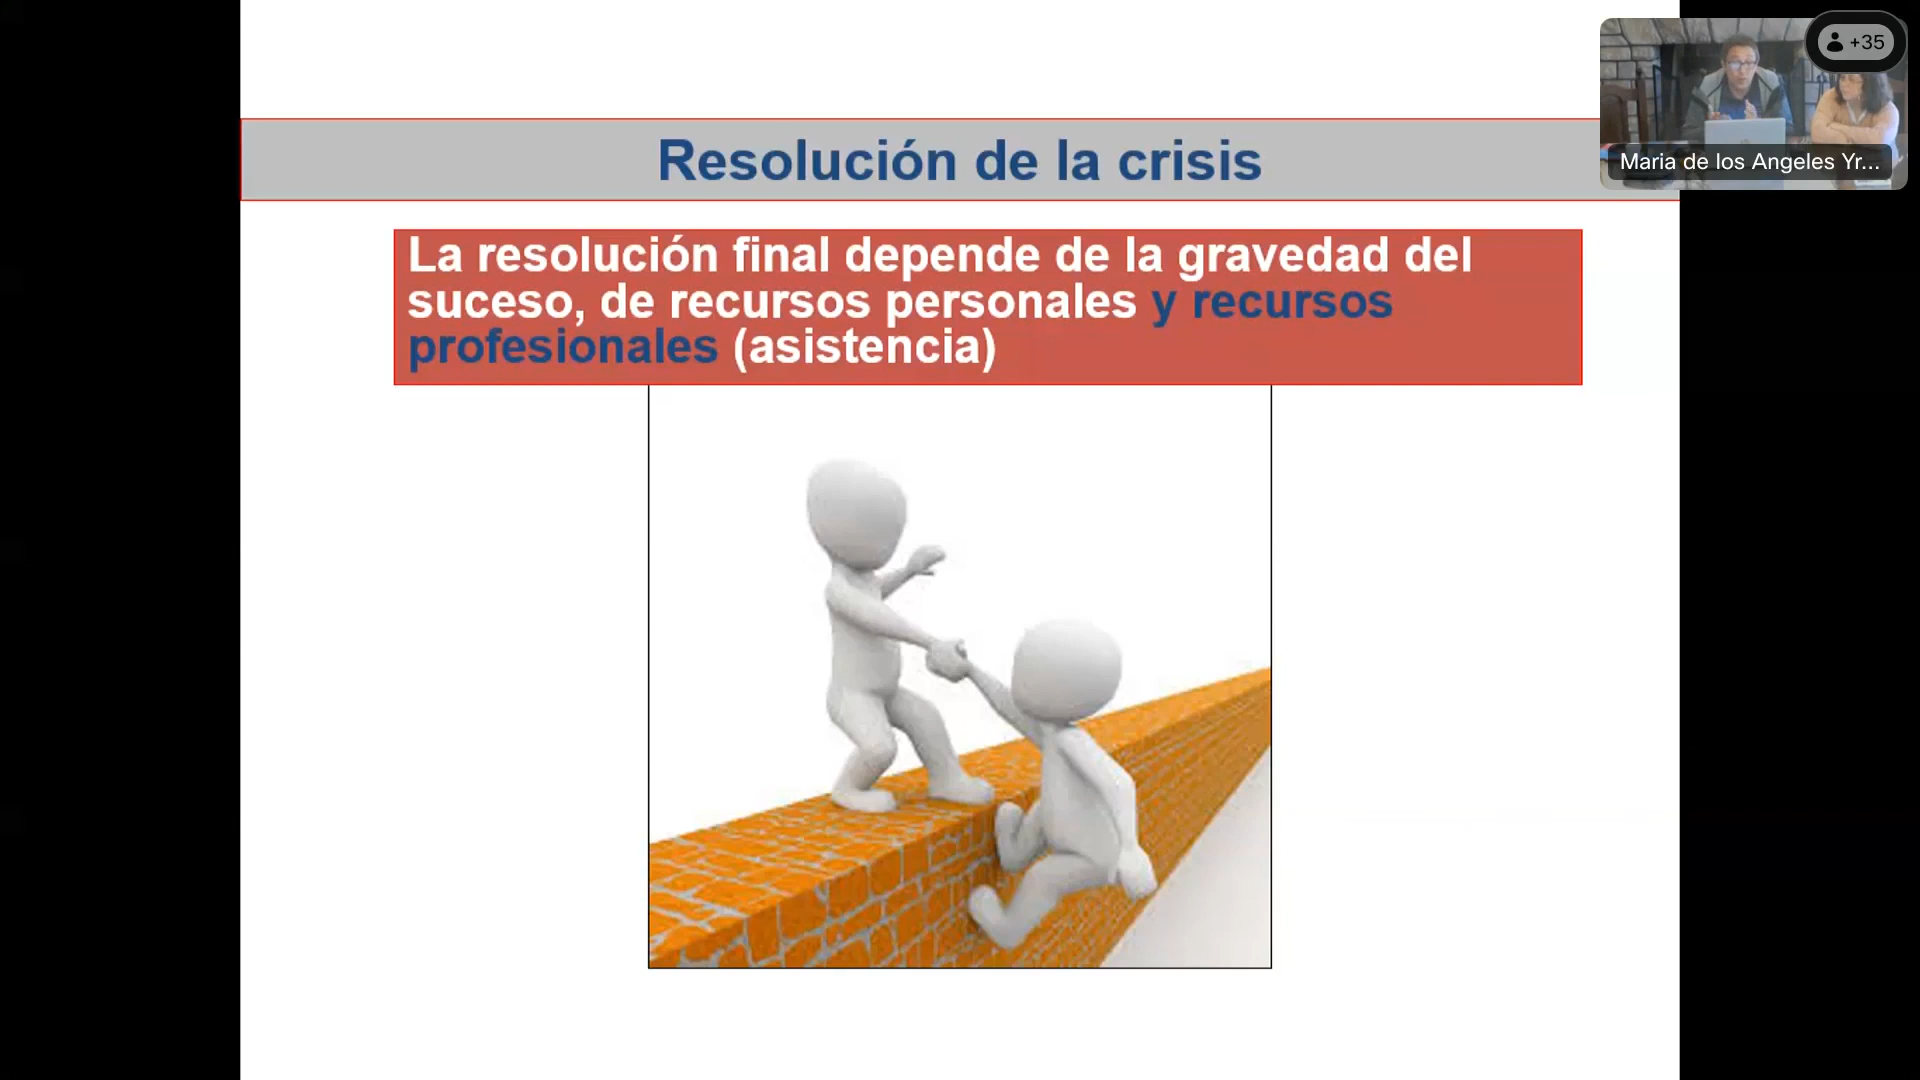 Resolución de la crisis
La resolución final depende de la gravedad del
suceso, de recursos personales y recursos
profesionales (asistencia)
+35
Maria de los Angeles Yr...